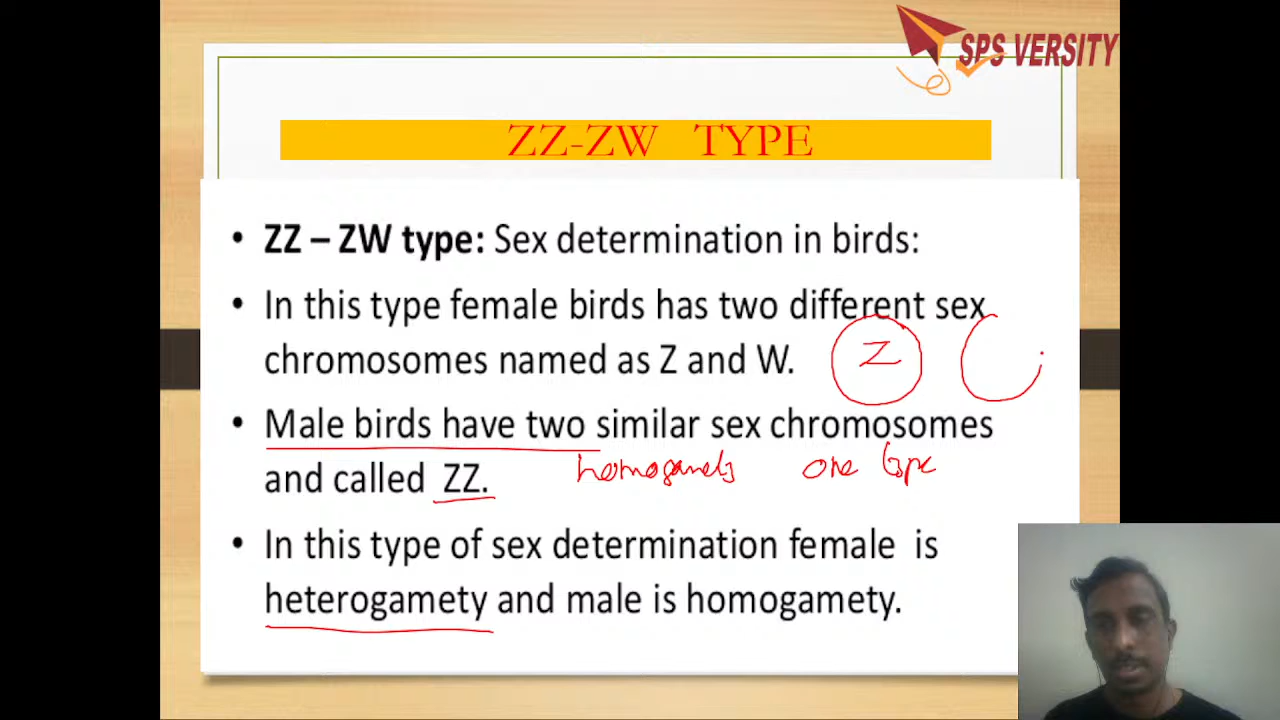 SPS VERSITY
ZZ-ZW TYPE
• ZZ – ZW type: Sex determination in birds:
• In this type female birds has two different sex
chromosomes named as Z and W.
Z
• Male birds have two similar sex chromosomes
and called ZZ.
homogamets one type
• In this type of sex determination female is
heterogamety and male is homogamety.